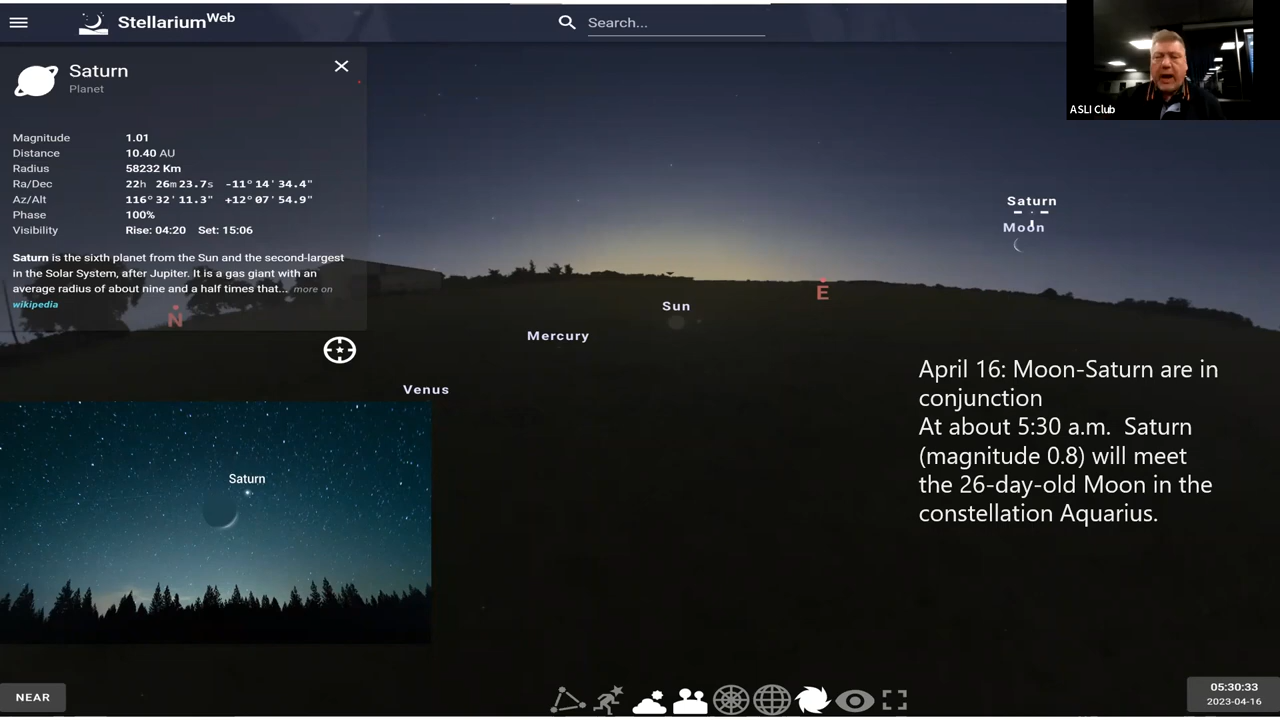 StellariumWeb
Search...
ASLI Club
Saturn
Planet
Magnitude 1.01
Distance 10.40 AU
Radius 58232 Km
Ra/Dec 22h 26m23.7s -11°14'34.4"
Az/Alt 116°32'11.3" +12°07'54.9"
Phase 100%
Visibility Rise: 04:20 Set: 15:06
Saturn is the sixth planet from the Sun and the second-largest
in the Solar System, after Jupiter. It is a gas giant with an
average radius of about nine and a half times that... more on
wikipedia
Saturn
Moon
N
E
Sun
Mercury
Venus
April 16: Moon-Saturn are in
conjunction
At about 5:30 a.m. Saturn
(magnitude 0.8) will meet
the 26-day-old Moon in the
constellation Aquarius.
Saturn
NEAR
05:30:33
2023-04-16